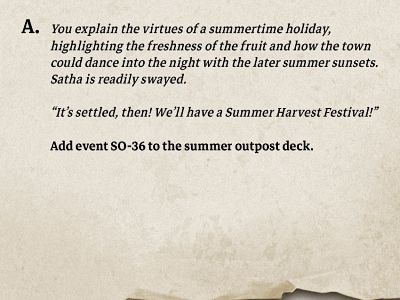 A. You explain the virtues of a summertime holiday,
highlighting the freshness of the fruit and how the town
could dance into the night with the later summer sunsets.
Satha is readily swayed.
“It’s settled, then! We’ll have a Summer Harvest Festival!”
Add event SO-36 to the summer outpost deck.